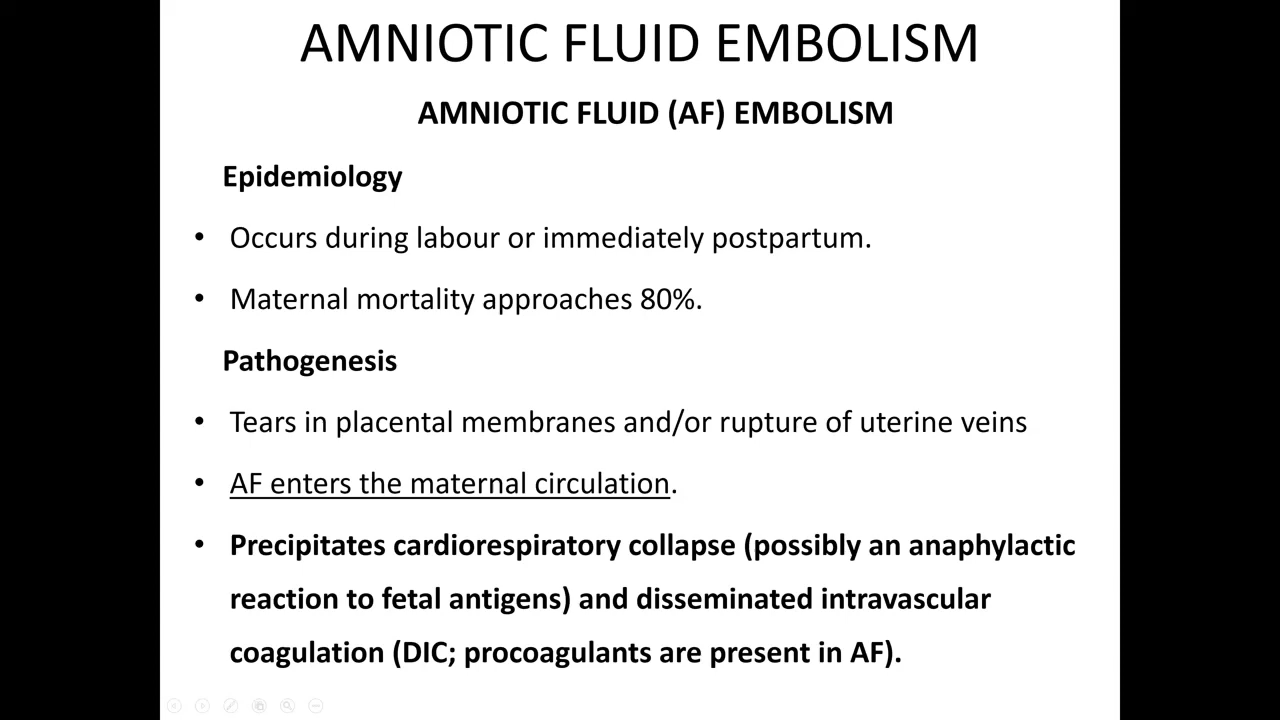 AMNIOTIC FLUID EMBOLISM
AMNIOTIC FLUID (AF) EMBOLISM
Epidemiology
• Occurs during labour or immediately postpartum.
• Maternal mortality approaches 80%.
Pathogenesis
• Tears in placental membranes and/or rupture of uterine veins
• AF enters the maternal circulation.
• Precipitates cardiorespiratory collapse (possibly an anaphylactic
reaction to fetal antigens) and disseminated intravascular
coagulation (DIC; procoagulants are present in AF).